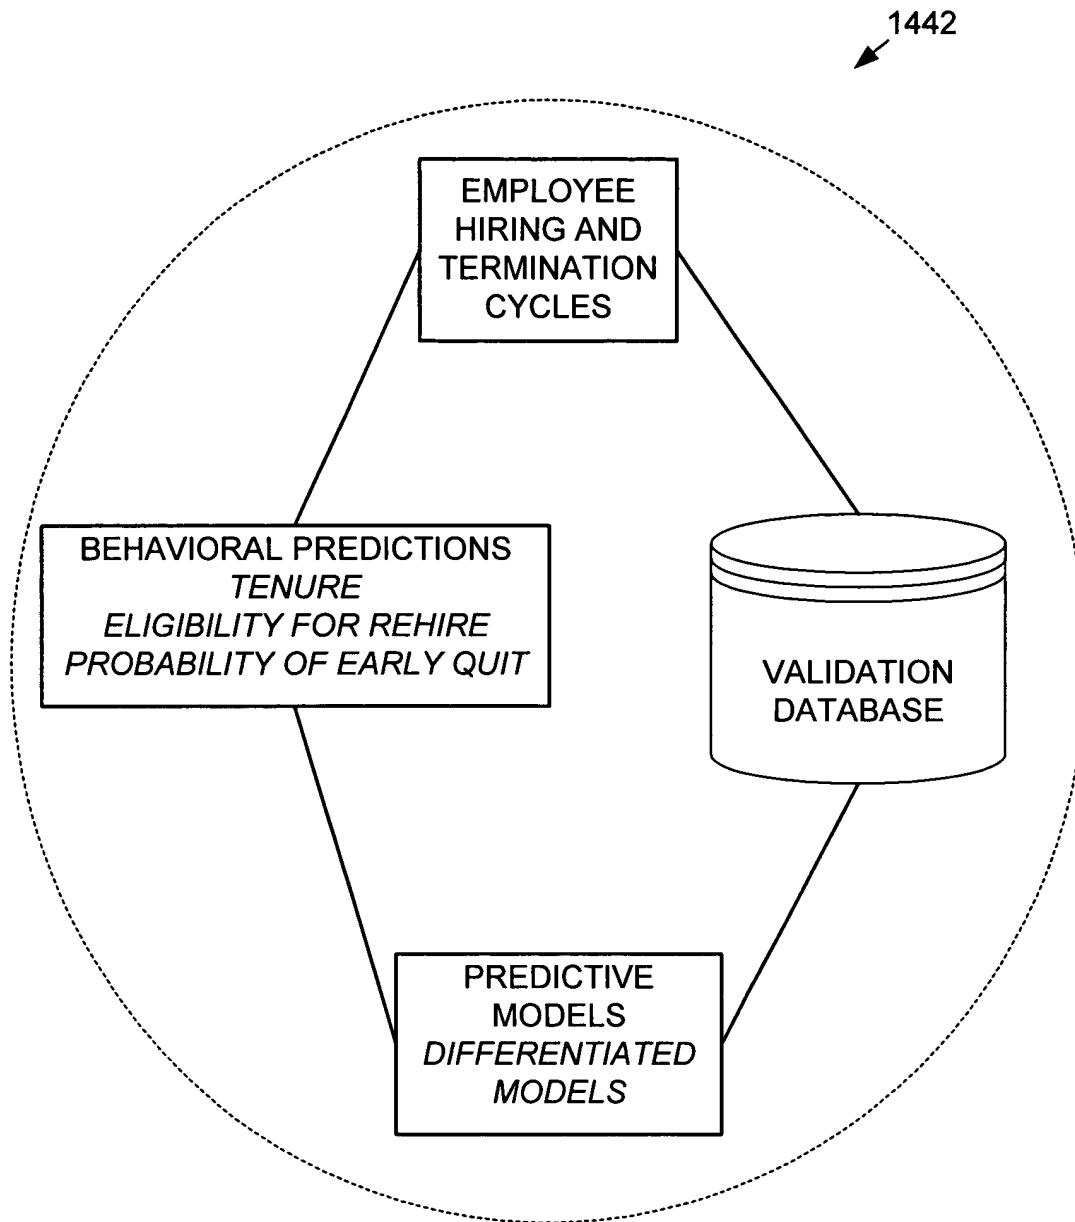 1442
EMPLOYEE
HIRING AND
TERMINATION
CYCLES
BEHAVIORAL PREDICTIONS
TENURE
ELIGIBILITY FOR REHIRE
PROBABILITY OF EARLY QUIT
VALIDATION
DATABASE
PREDICTIVE
MODELS
DIFFERENTIATED
MODELS